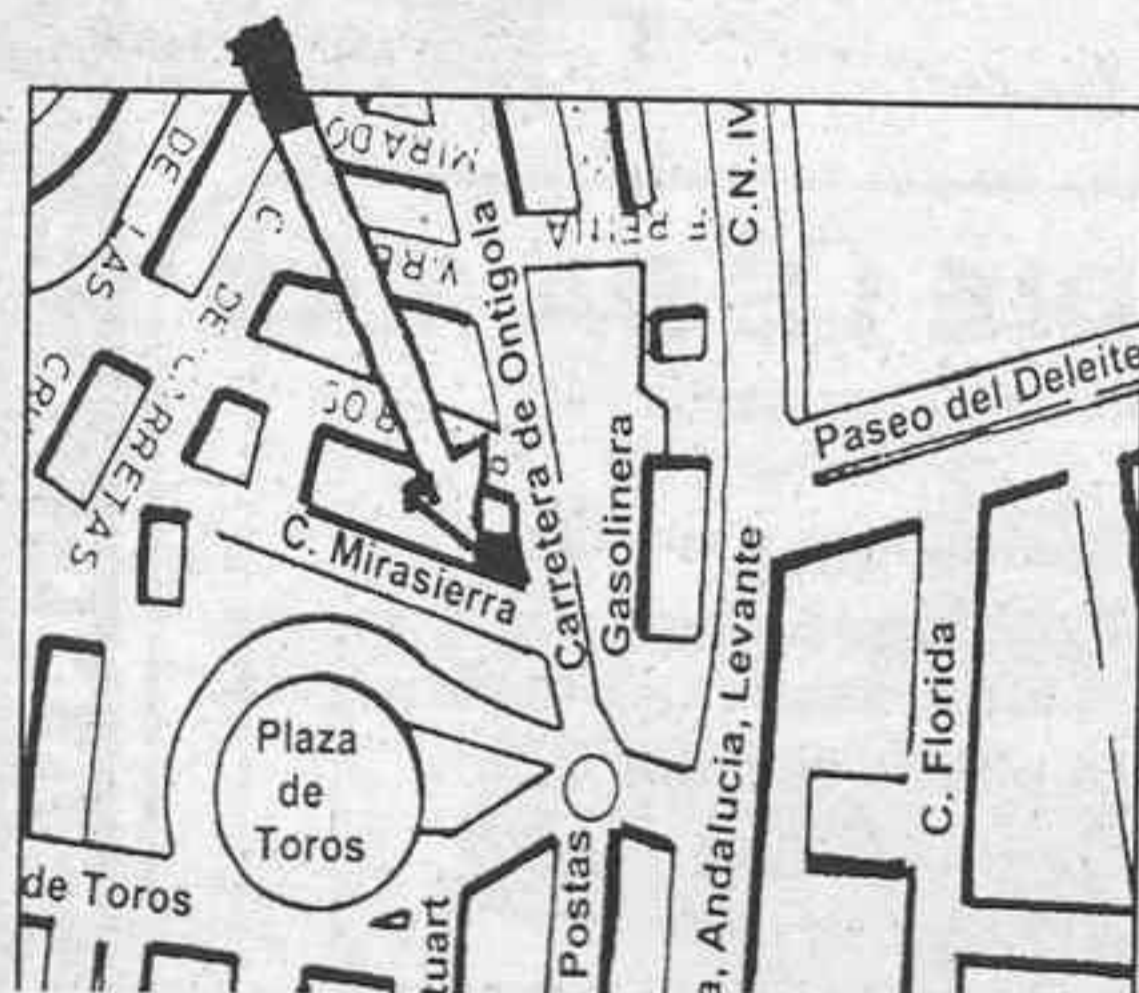 DE LAS
MIRADO
C.N. IV
Carretera de Ontigola
Paseo del Deleite
DE
CARRETAS
Gasolinera
C. Mirasierra
Plaza
de
Toros
Andalucia, Levante
C. Florida
de Toros
tuart
Postas